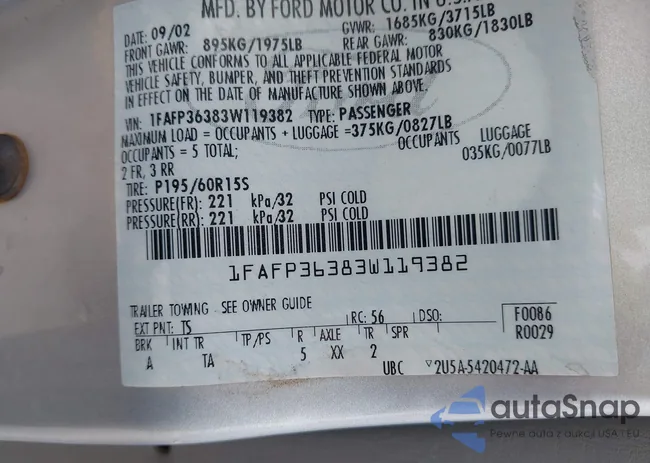 MFD. BY FORD MOTOR CO. IN U.S.
DATE: 09/02 GVWR: 1685KG/3715LB
FRONT GAWR: 895KG/1975LB REAR GAWR: 830KG/1830LB
THIS VEHICLE CONFORMS TO ALL APPLICABLE FEDERAL MOTOR
VEHICLE SAFETY, BUMPER, AND THEFT PREVENTION STANDARDS
IN EFFECT ON THE DATE OF MANUFACTURE SHOWN ABOVE.
VIN: 1FAFP36383W119382 TYPE: PASSENGER
MAXIMUM LOAD = OCCUPANTS + LUGGAGE =375KG/0827LB
OCCUPANTS = 5 TOTAL; OCCUPANTS LUGGAGE
2 FR, 3 RR 035KG/0077LB
TIRE: P195/60R15S
PRESSURE(FR): 221 kPa/32 PSI COLD
PRESSURE(RR): 221 kPa/32 PSI COLD
1FAFP36383W119382
TRAILER TOWING - SEE OWNER GUIDE
EXT PNT: TS RC: 56 DSO: F0086
BRK INT TR TP/PS R AXLE TR SPR R0029
A TA 5 XX 2
UBC 2U5A-5420472-AA
autoSnap
Pewne auta z aukcji USA i EU